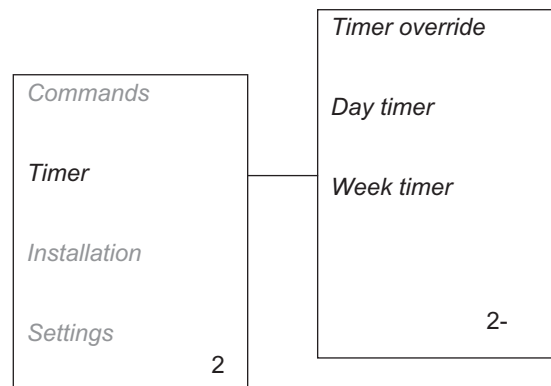 Commands
Timer
Installation
Settings
2
Timer override
Day timer
Week timer
2-